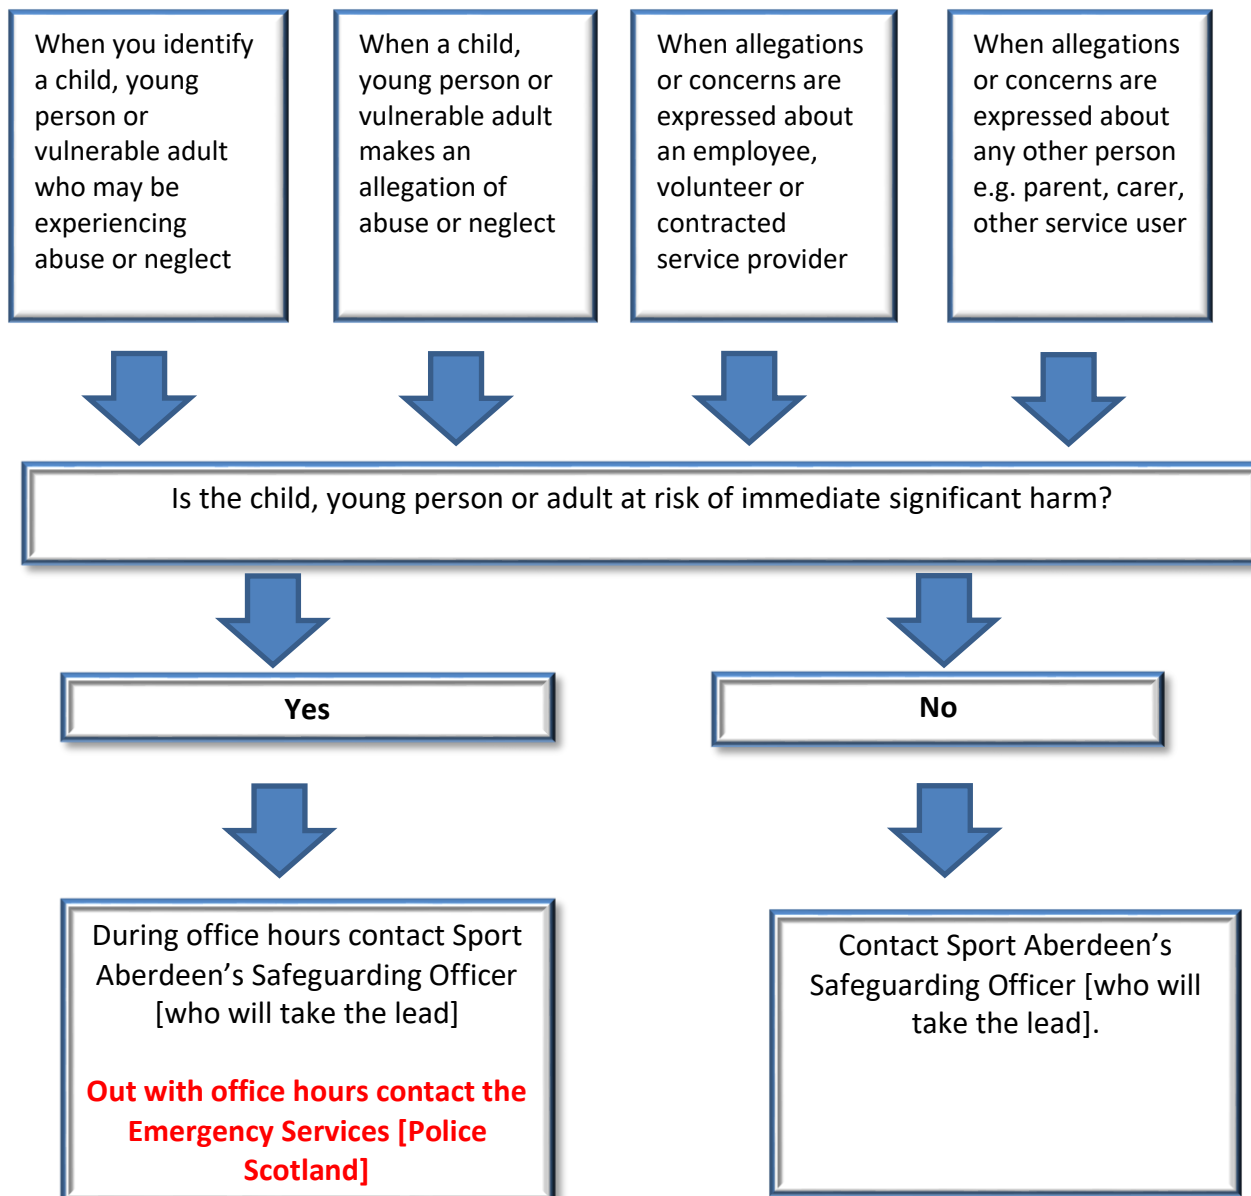 When you identify
a child, young
person or
vulnerable adult
who may be
experiencing
abuse or neglect
When a child,
young person or
vulnerable adult
makes an
allegation of
abuse or neglect
When allegations
or concerns are
expressed about
an employee,
volunteer or
contracted
service provider
When allegations
or concerns are
expressed about
any other person
e.g. parent, carer,
other service user
Is the child, young person or adult at risk of immediate significant harm?
Yes
No
During office hours contact Sport
Aberdeen’s Safeguarding Officer
[who will take the lead]
Out with office hours contact the
Emergency Services [Police
Scotland]
Contact Sport Aberdeen’s
Safeguarding Officer [who will
take the lead].